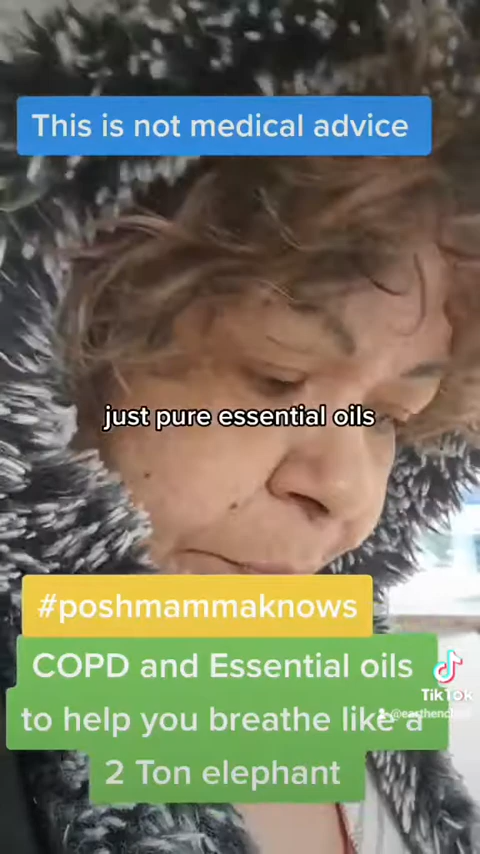 This is not medical advice
just pure essential oils
#poshmammaknows
COPD and Essential oils
to help you breathe like a
2 Ton elephant
TikTok